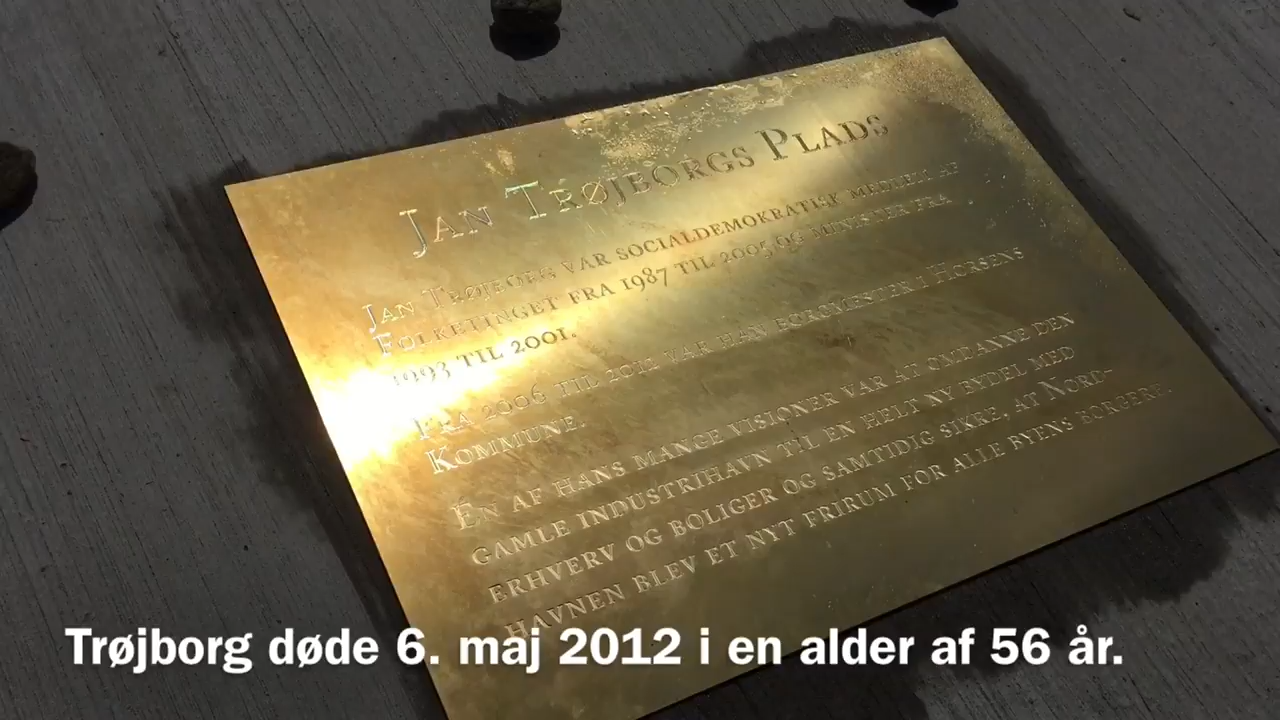 Jan Trøjborgs Plads
Jan Trøjborg var socialdemokratisk medlem af
Folketinget fra 1987 til 2005 og minister fra
1993 til 2001.
Fra 2006 til 2011 var han borgmester i Horsens
Kommune.
Én af hans mange visioner var at omdanne den
gamle industrihavn til en helt ny bydel med
erhverv og boliger og samtidig sikre, at Nord-
havnen blev et nyt frirum for alle byens borgere.
Trøjborg døde 6. maj 2012 i en alder af 56 år.